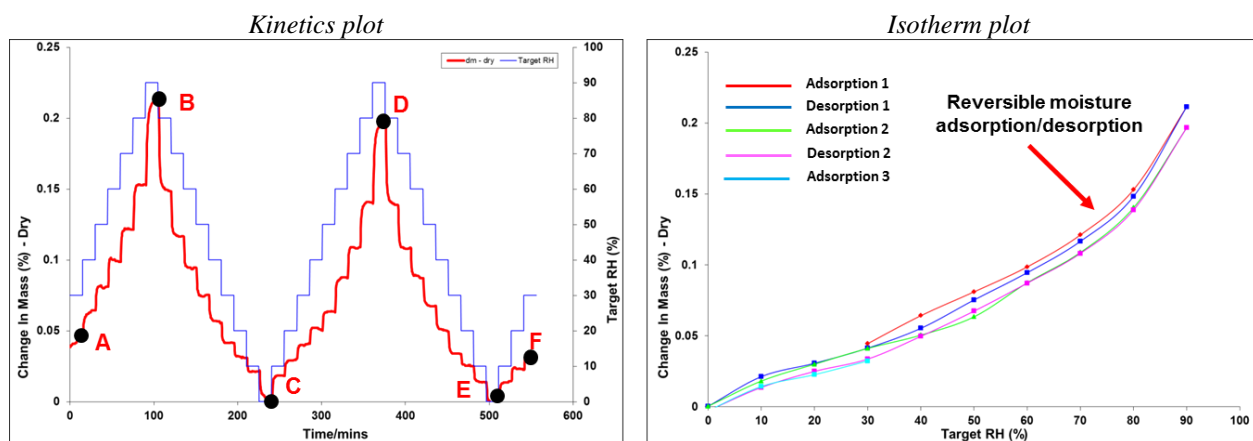 Kinetics plot
0.25
0.2
0.15
0.1
0.05
0
Change In Mass (%) - Dry
dm - dry
Target RH
100
90
80
70
60
50
40
30
20
10
0
Target RH (%)
A
B
C
D
E
F
0
100
200
300
400
500
600
Time/mins
Isotherm plot
0.25
0.2
0.15
0.1
0.05
0
Change In Mass (%) - Dry
Adsorption 1
Desorption 1
Adsorption 2
Desorption 2
Adsorption 3
Reversible moisture
adsorption/desorption
0
10
20
30
40
50
60
70
80
90
100
Target RH (%)